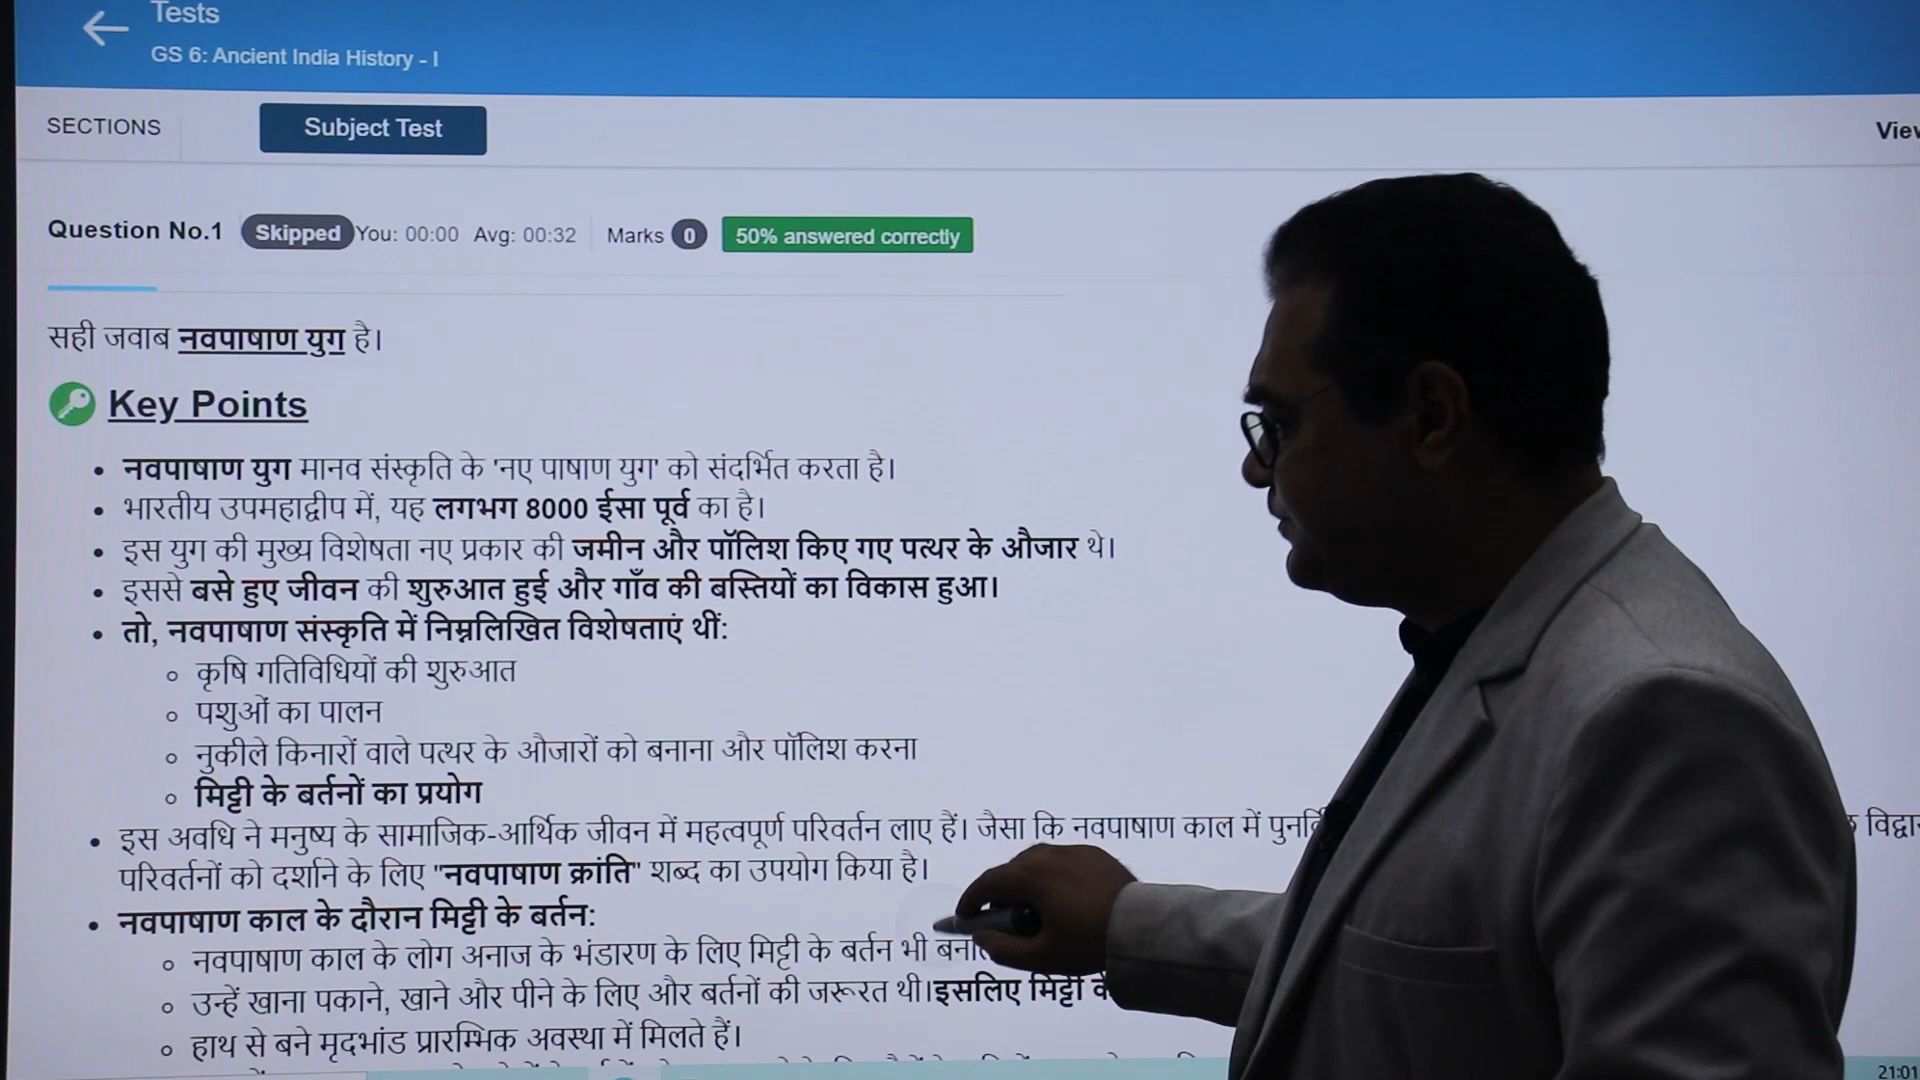 Tests
GS 6: Ancient India History - I
SECTIONS
Subject Test
Question No.1 Skipped You: 00:00 Avg: 00:32 Marks 0 50% answered correctly
सही जवाब नवपाषाण युग है।
Key Points
• नवपाषाण युग मानव संस्कृति के 'नए पाषाण युग' को संदर्भित करता है।
• भारतीय उपमहाद्वीप में, यह लगभग 8000 ईसा पूर्व का है।
• इस युग की मुख्य विशेषता नए प्रकार की जमीन और पॉलिश किए गए पत्थर के औजार थे।
• इससे बसे हुए जीवन की शुरुआत हुई और गाँव की बस्तियों का विकास हुआ।
• तो, नवपाषाण संस्कृति में निम्नलिखित विशेषताएं थीं:
कृषि गतिविधियों की शुरुआत
पशुओं का पालन
नुकीले किनारों वाले पत्थर के औजारों को बनाना और पॉलिश करना
मिट्टी के बर्तनों का प्रयोग
• इस अवधि ने मनुष्य के सामाजिक-आर्थिक जीवन में महत्वपूर्ण परिवर्तन लाए हैं। जैसा कि नवपाषाण काल में
परिवर्तनों को दर्शाने के लिए "नवपाषाण क्रांति" शब्द का उपयोग किया है।
• नवपाषाण काल के दौरान मिट्टी के बर्तन:
नवपाषाण काल के लोग अनाज के भंडारण के लिए मिट्टी के बर्तन भी
उन्हें खाना पकाने, खाने और पीने के लिए और बर्तनों की जरूरत थी।इसलिए मिट्टी
हाथ से बने मृदभांड प्रारम्भिक अवस्था में मिलते हैं।
21:01